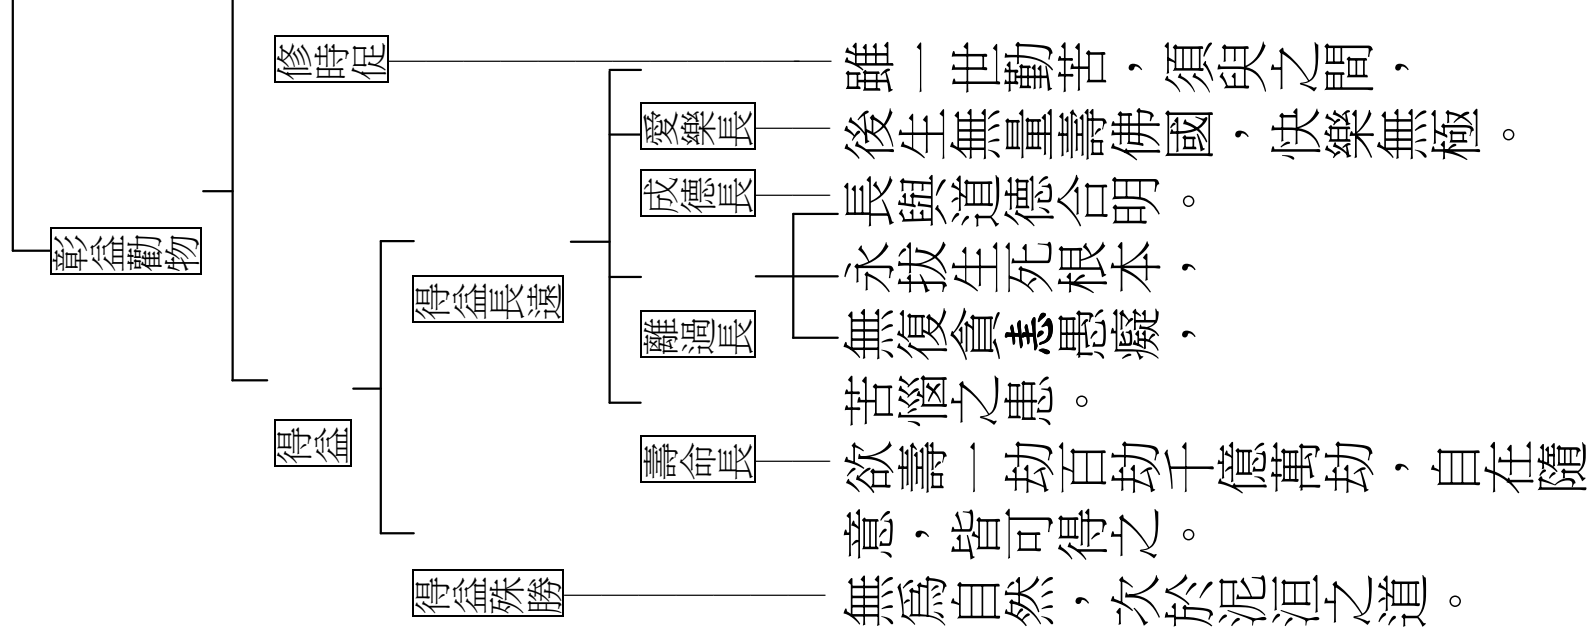 彰益勸物
修時促
雖一世勤苦，須臾之間，
愛樂長
後生無量壽佛國，快樂無極。
成德長
長與道德合明。
得益
得益長遠
離過長
永拔生死根本，
無復貪恚愚癡，
苦惱之患。
壽命長
欲壽一劫百劫千億萬劫，自在隨
意，皆可得之。
得益殊勝
無爲自然，次於泥洹之道。